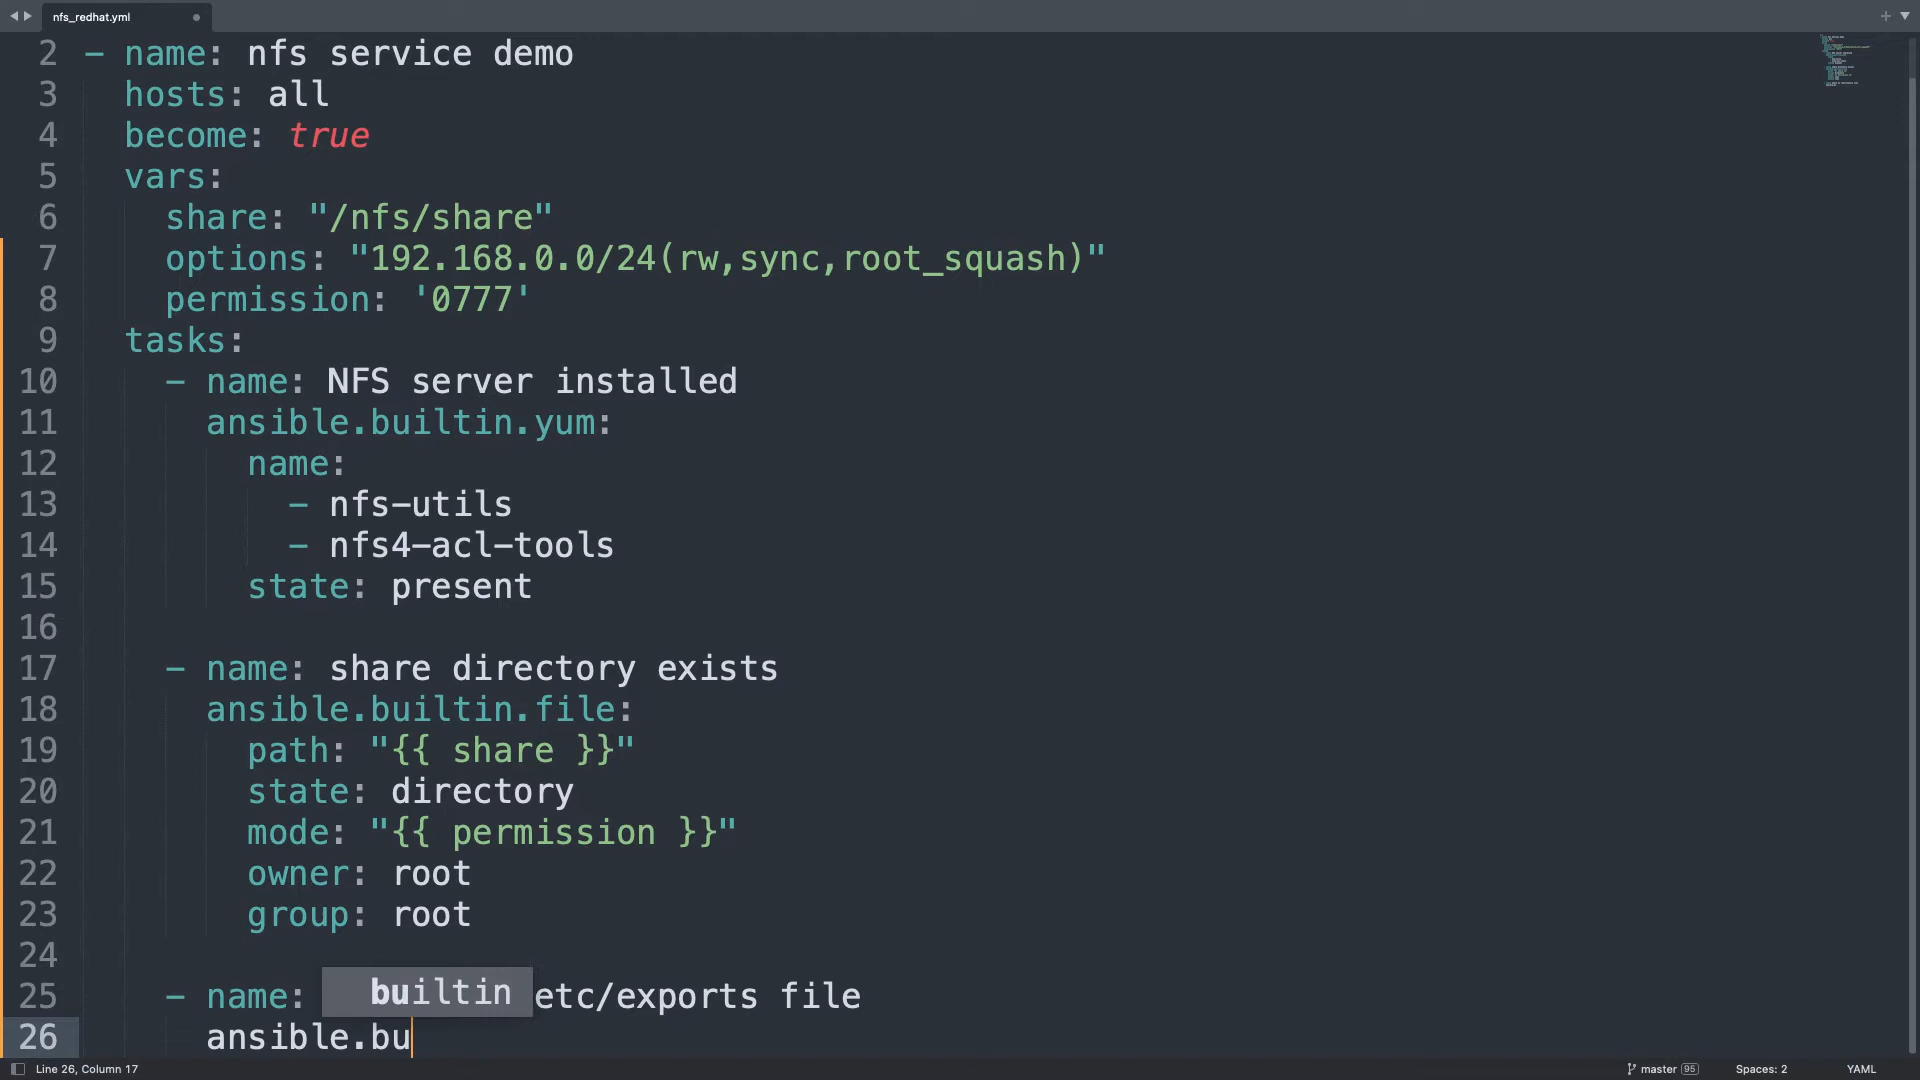 nfs_redhat.yml
2 - name: nfs service demo
3 hosts: all
4 become: true
5 vars:
6 share: "/nfs/share"
7 options: "192.168.0.0/24(rw,sync,root_squash)"
8 permission: '0777'
9 tasks:
10 - name: NFS server installed
11 ansible.builtin.yum:
12 name:
13 - nfs-utils
14 - nfs4-acl-tools
15 state: present
16
17 - name: share directory exists
18 ansible.builtin.file:
19 path: "{{ share }}"
20 state: directory
21 mode: "{{ permission }}"
22 owner: root
23 group: root
24
25 - name: builtin etc/exports file
26 ansible.bu
Line 26, Column 17 master 95 Spaces: 2 YAML